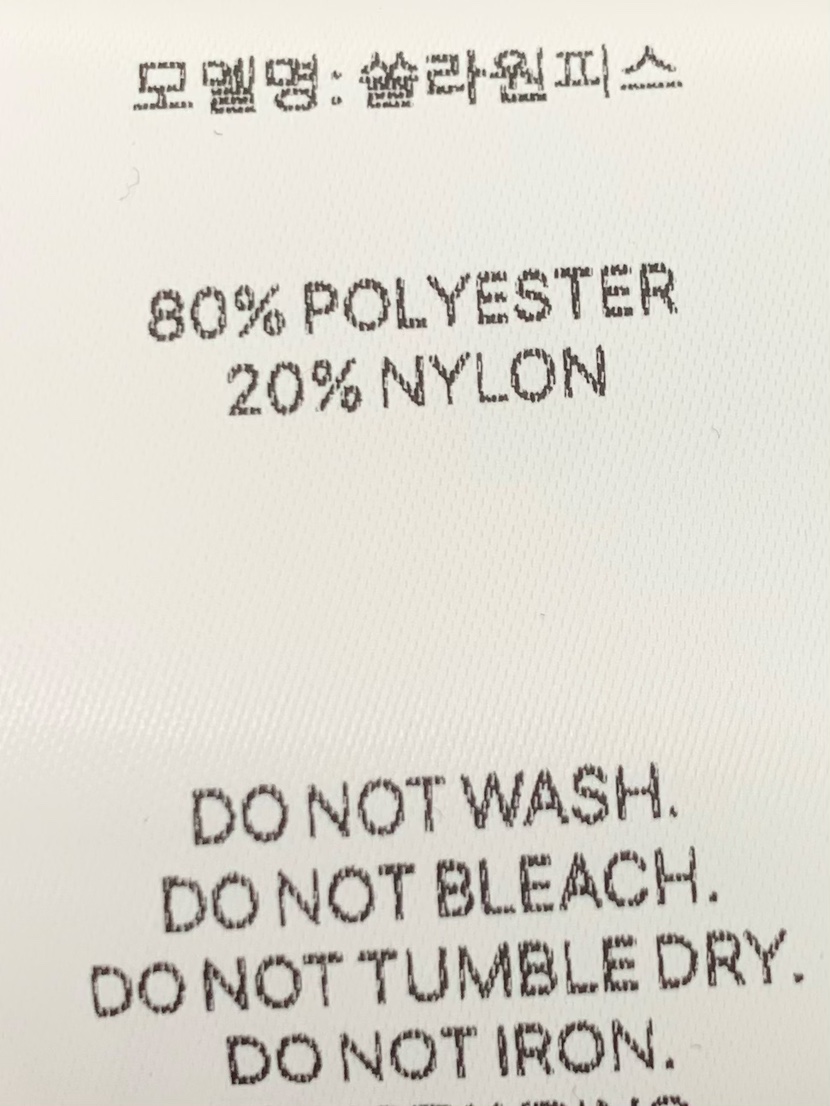 모델명:쏠라원피스
80% POLYESTER
20% NYLON
DO NOT WASH.
DO NOT BLEACH.
DO NOT TUMBLE DRY.
DO NOT IRON.